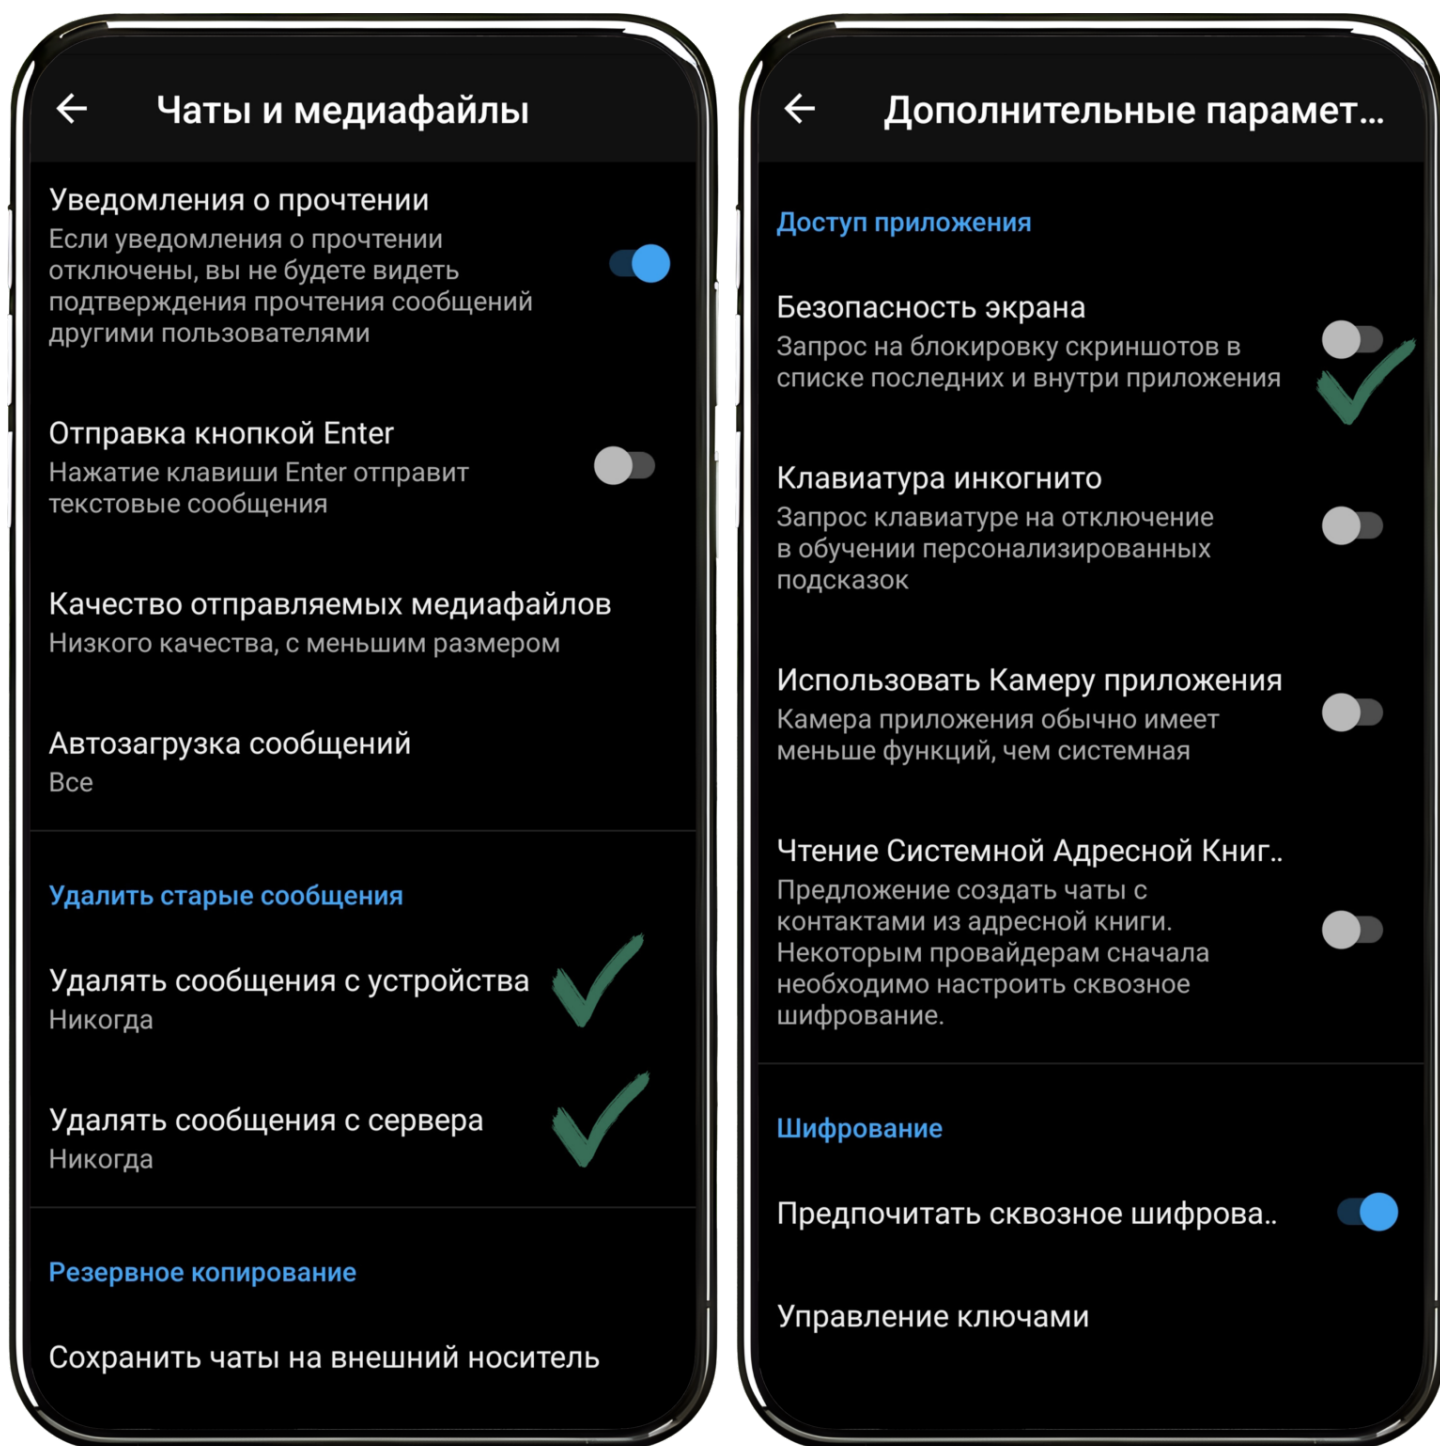 Чаты и медиафайлы
Уведомления о прочтении
Если уведомления о прочтении
отключены, вы не будете видеть
подтверждения прочтения сообщений
другими пользователями
Отправка кнопкой Enter
Нажатие клавиши Enter отправит
текстовые сообщения
Качество отправляемых медиафайлов
Низкого качества, с меньшим размером
Автозагрузка сообщений
Все
Удалить старые сообщения
Удалять сообщения с устройства
Никогда
Удалять сообщения с сервера
Никогда
Резервное копирование
Сохранить чаты на внешний носитель
Дополнительные парамет...
Доступ приложения
Безопасность экрана
Запрос на блокировку скриншотов в
списке последних и внутри приложения
Клавиатура инкогнито
Запрос клавиатуре на отключение
в обучении персонализированных
подсказок
Использовать Камеру приложения
Камера приложения обычно имеет
меньше функций, чем системная
Чтение Системной Адресной Книг..
Предложение создать чаты с
контактами из адресной книги.
Некоторым провайдерам сначала
необходимо настроить сквозное
шифрование.
Шифрование
Предпочитать сквозное шифрова..
Управление ключами